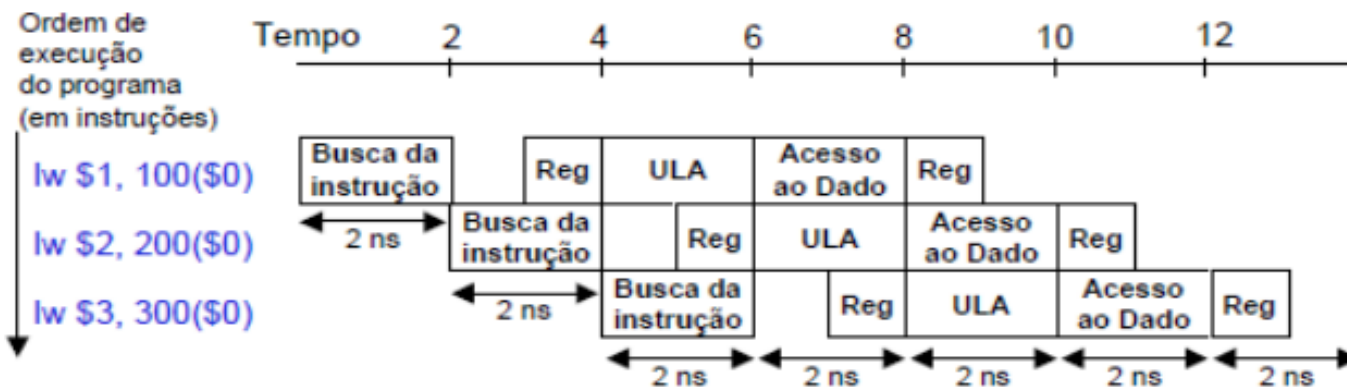 Ordem de
execução
do programa
(em instruções)
Tempo 2 4 6 8 10 12
lw $1, 100($0)
Busca da
instrução
Reg
ULA
Acesso
ao Dado
Reg
2 ns
lw $2, 200($0)
Busca da
instrução
Reg
ULA
Acesso
ao Dado
Reg
2 ns
lw $3, 300($0)
Busca da
instrução
Reg
ULA
Acesso
ao Dado
Reg
2 ns 2 ns 2 ns 2 ns 2 ns